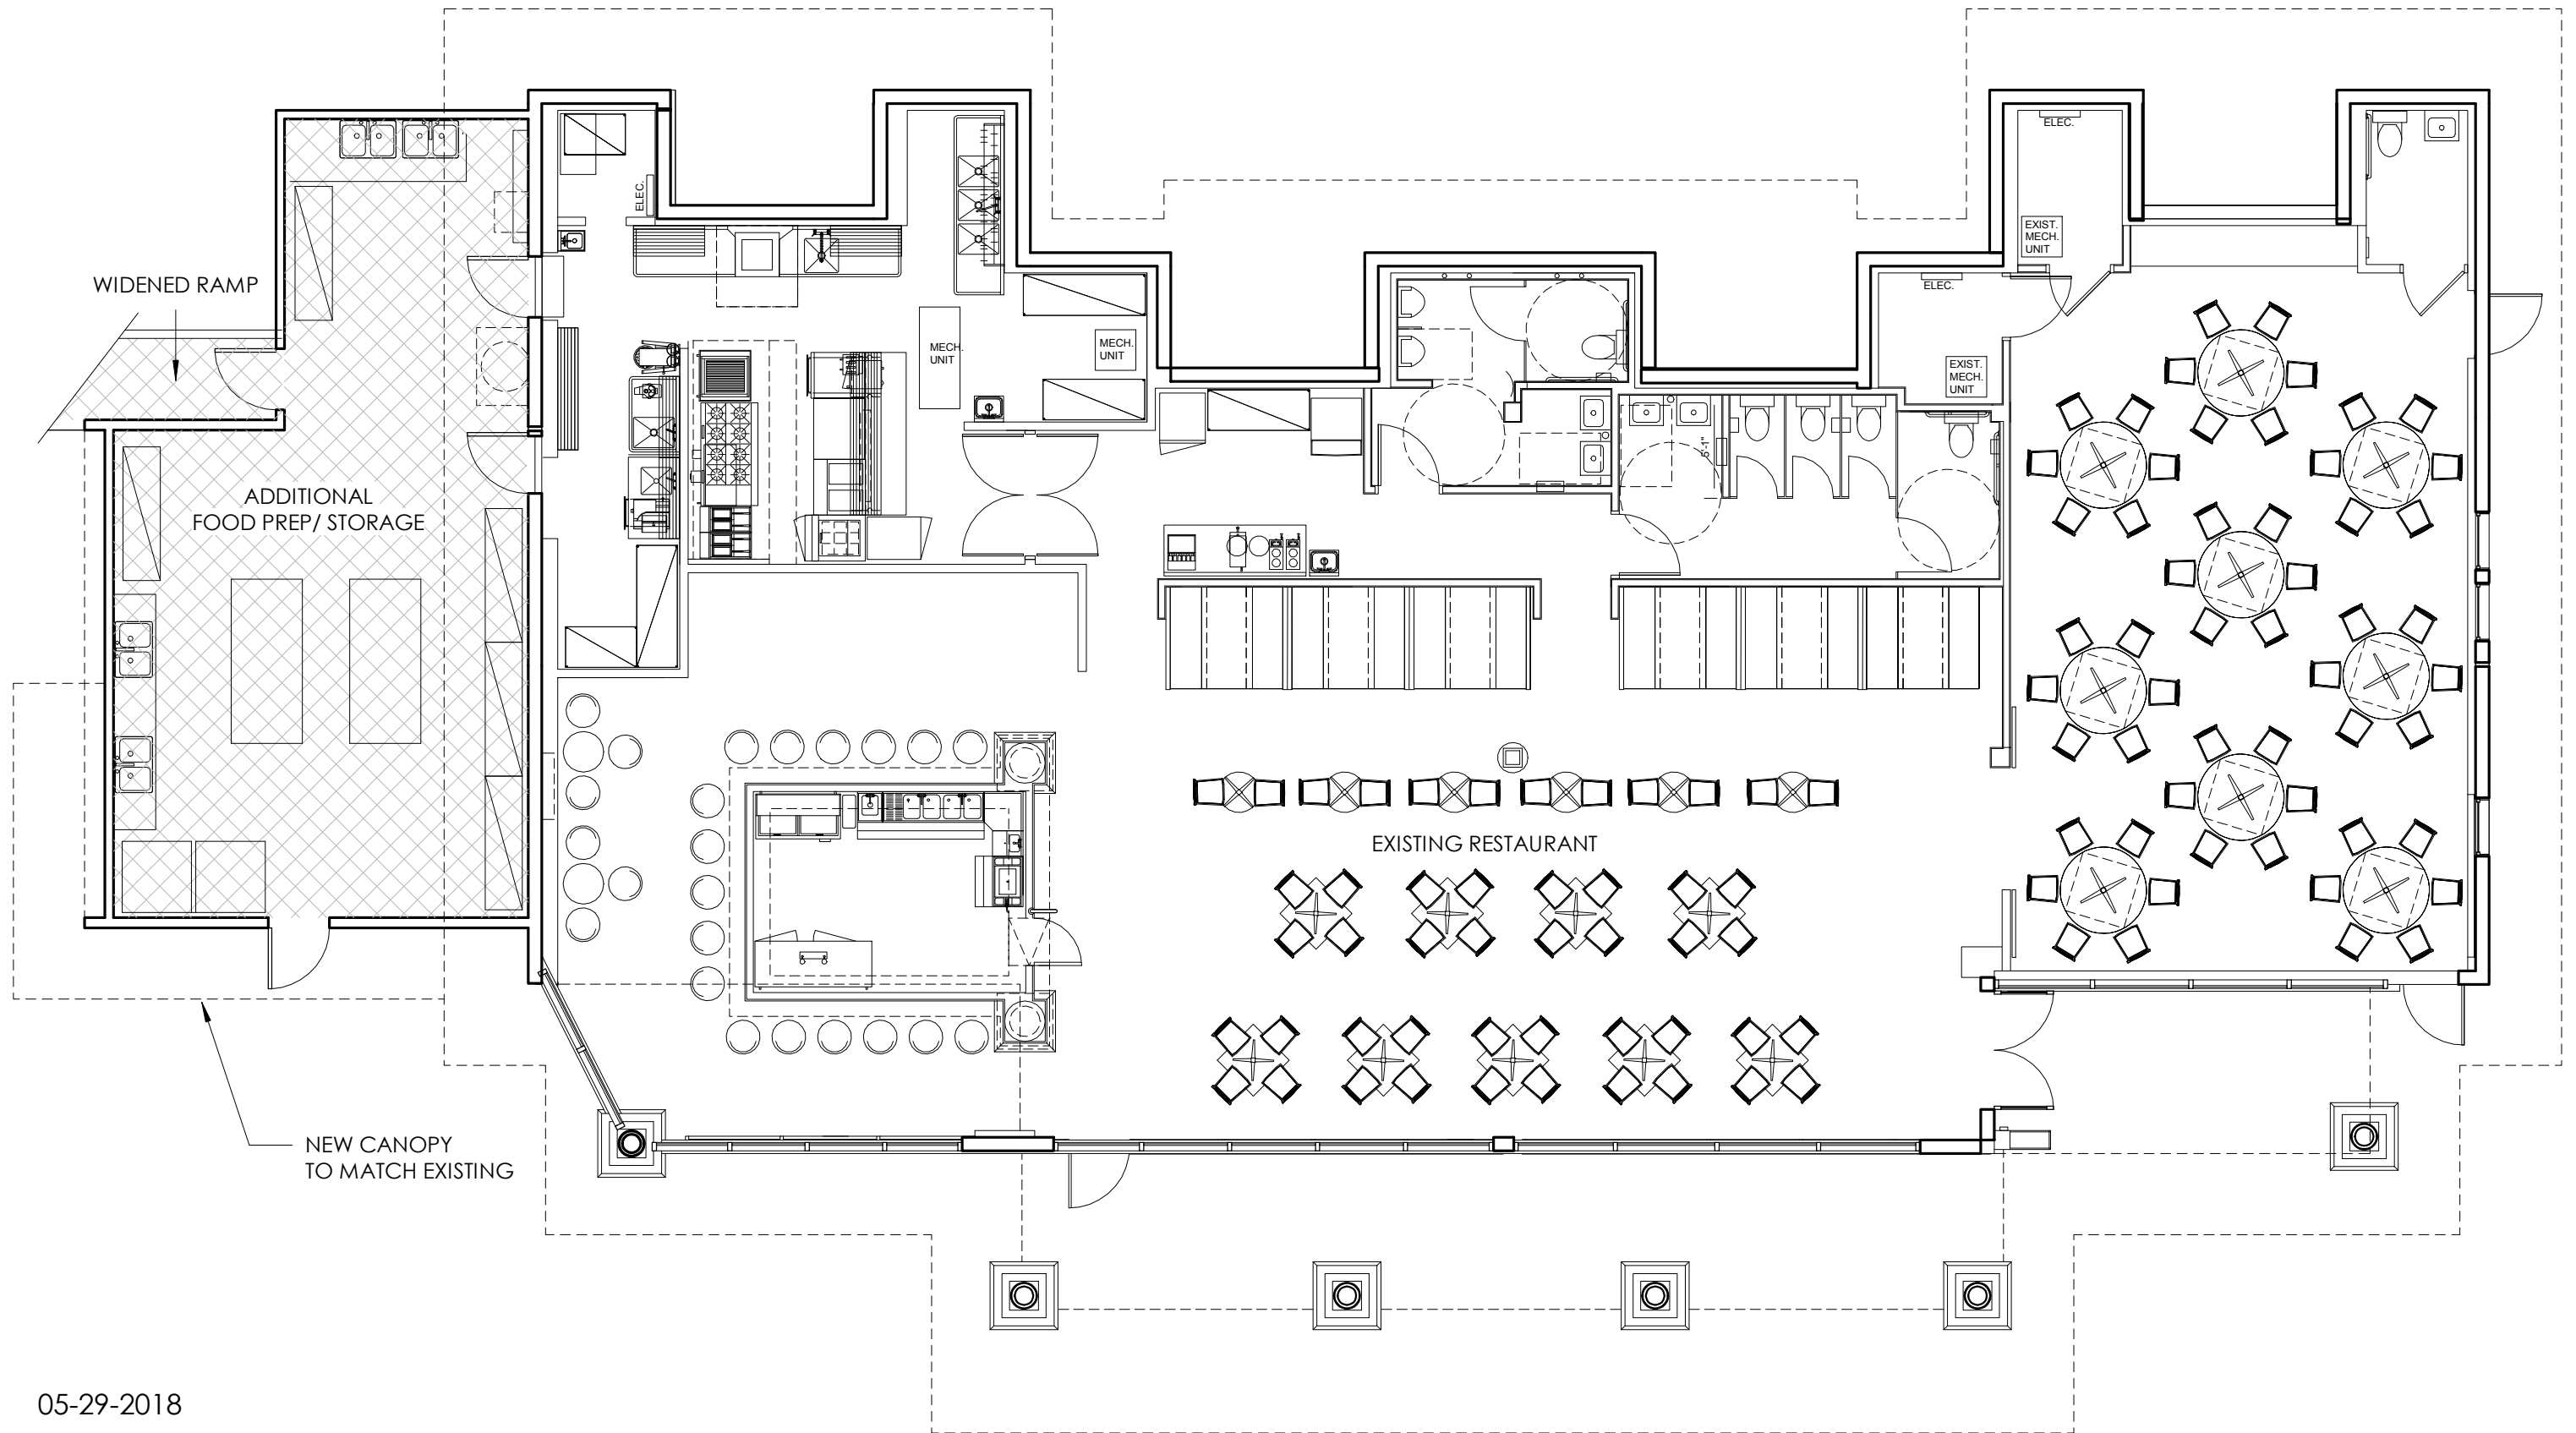 ELEC.
ELEC.
EXIST.
MECH.
UNIT
WIDENED RAMP
ELEC.
MECH.
UNIT
MECH.
UNIT
EXIST.
MECH.
UNIT
5'-1"
ADDITIONAL
FOOD PREP/ STORAGE
EXISTING RESTAURANT
NEW CANOPY
TO MATCH EXISTING
05-29-2018